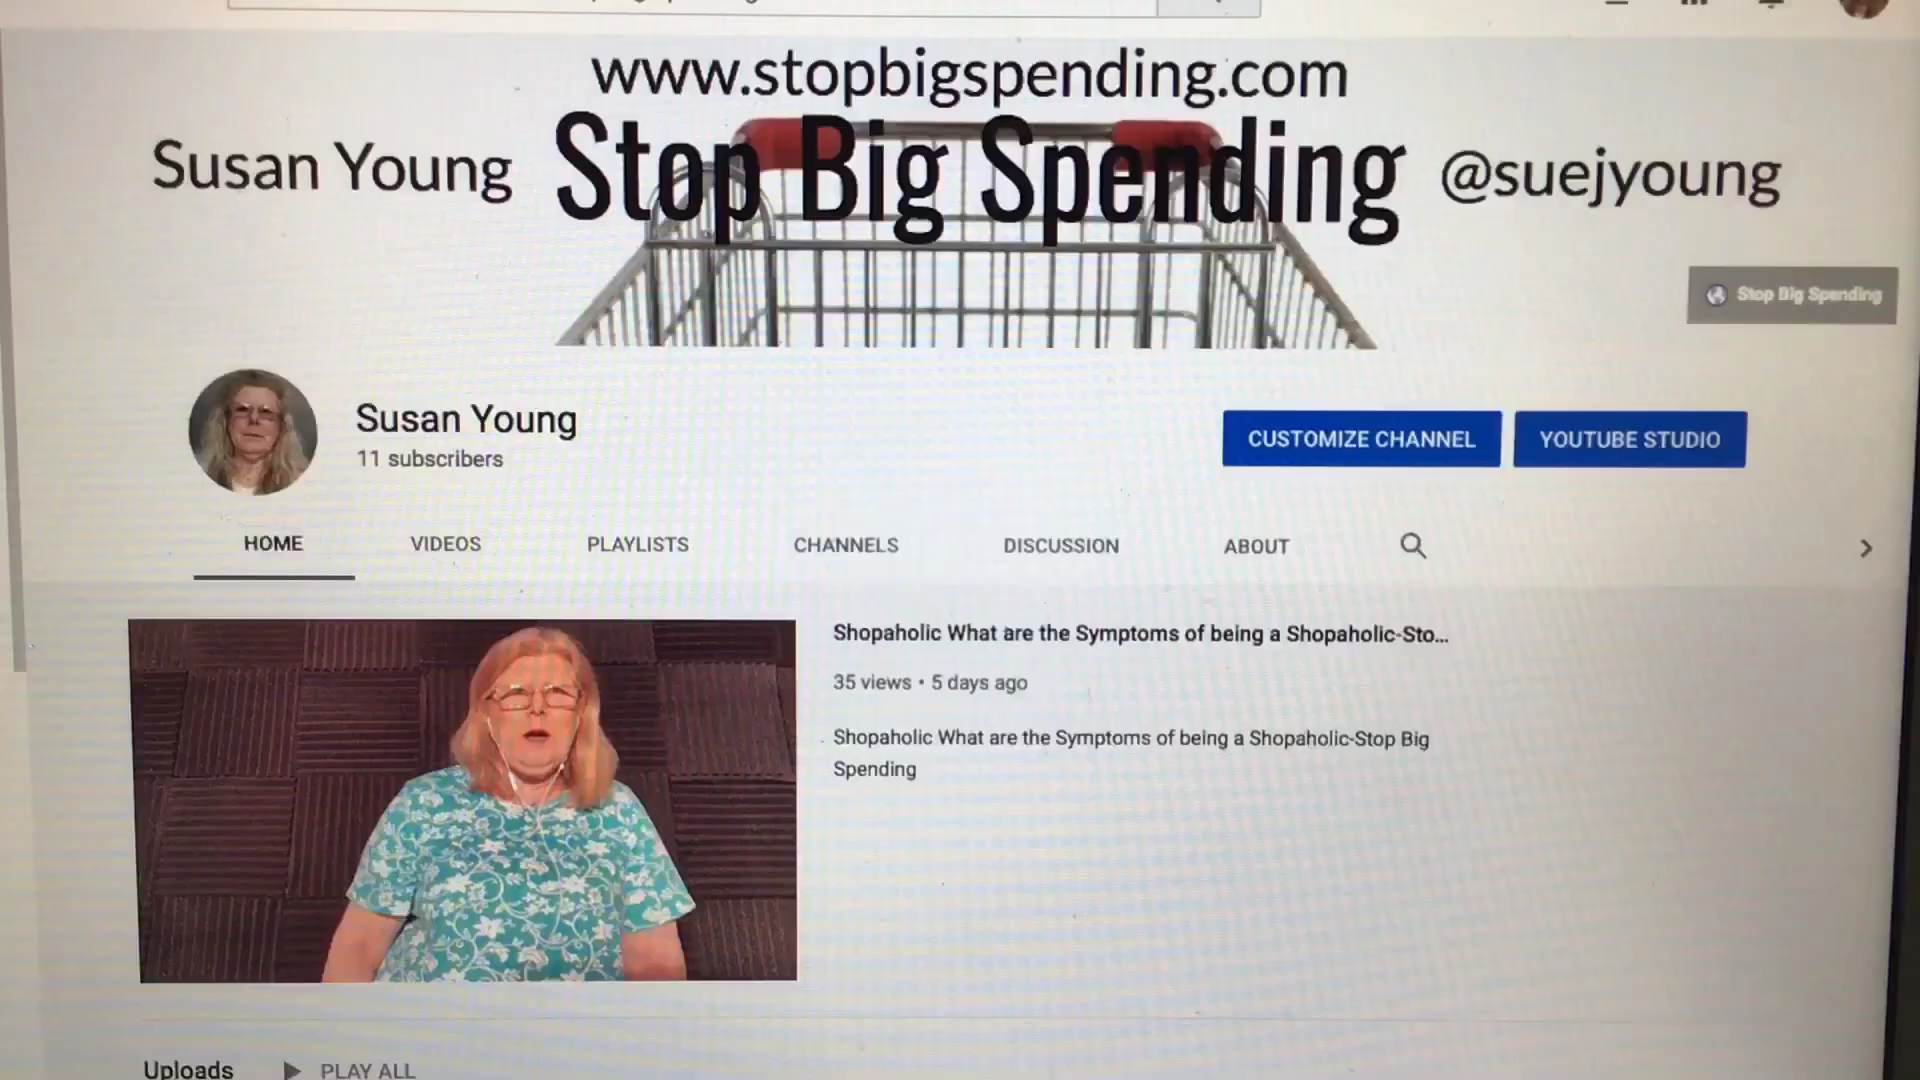 www.stopbigspending.com
Susan Young Stop Big Spending @suejyoung
Stop Big Spending
Susan Young
11 subscribers
CUSTOMIZE CHANNEL YOUTUBE STUDIO
HOME VIDEOS PLAYLISTS CHANNELS DISCUSSION ABOUT
Shopaholic What are the Symptoms of being a Shopaholic-Sto...
35 views • 5 days ago
Shopaholic What are the Symptoms of being a Shopaholic-Stop Big
Spending
Uploads PLAY ALL